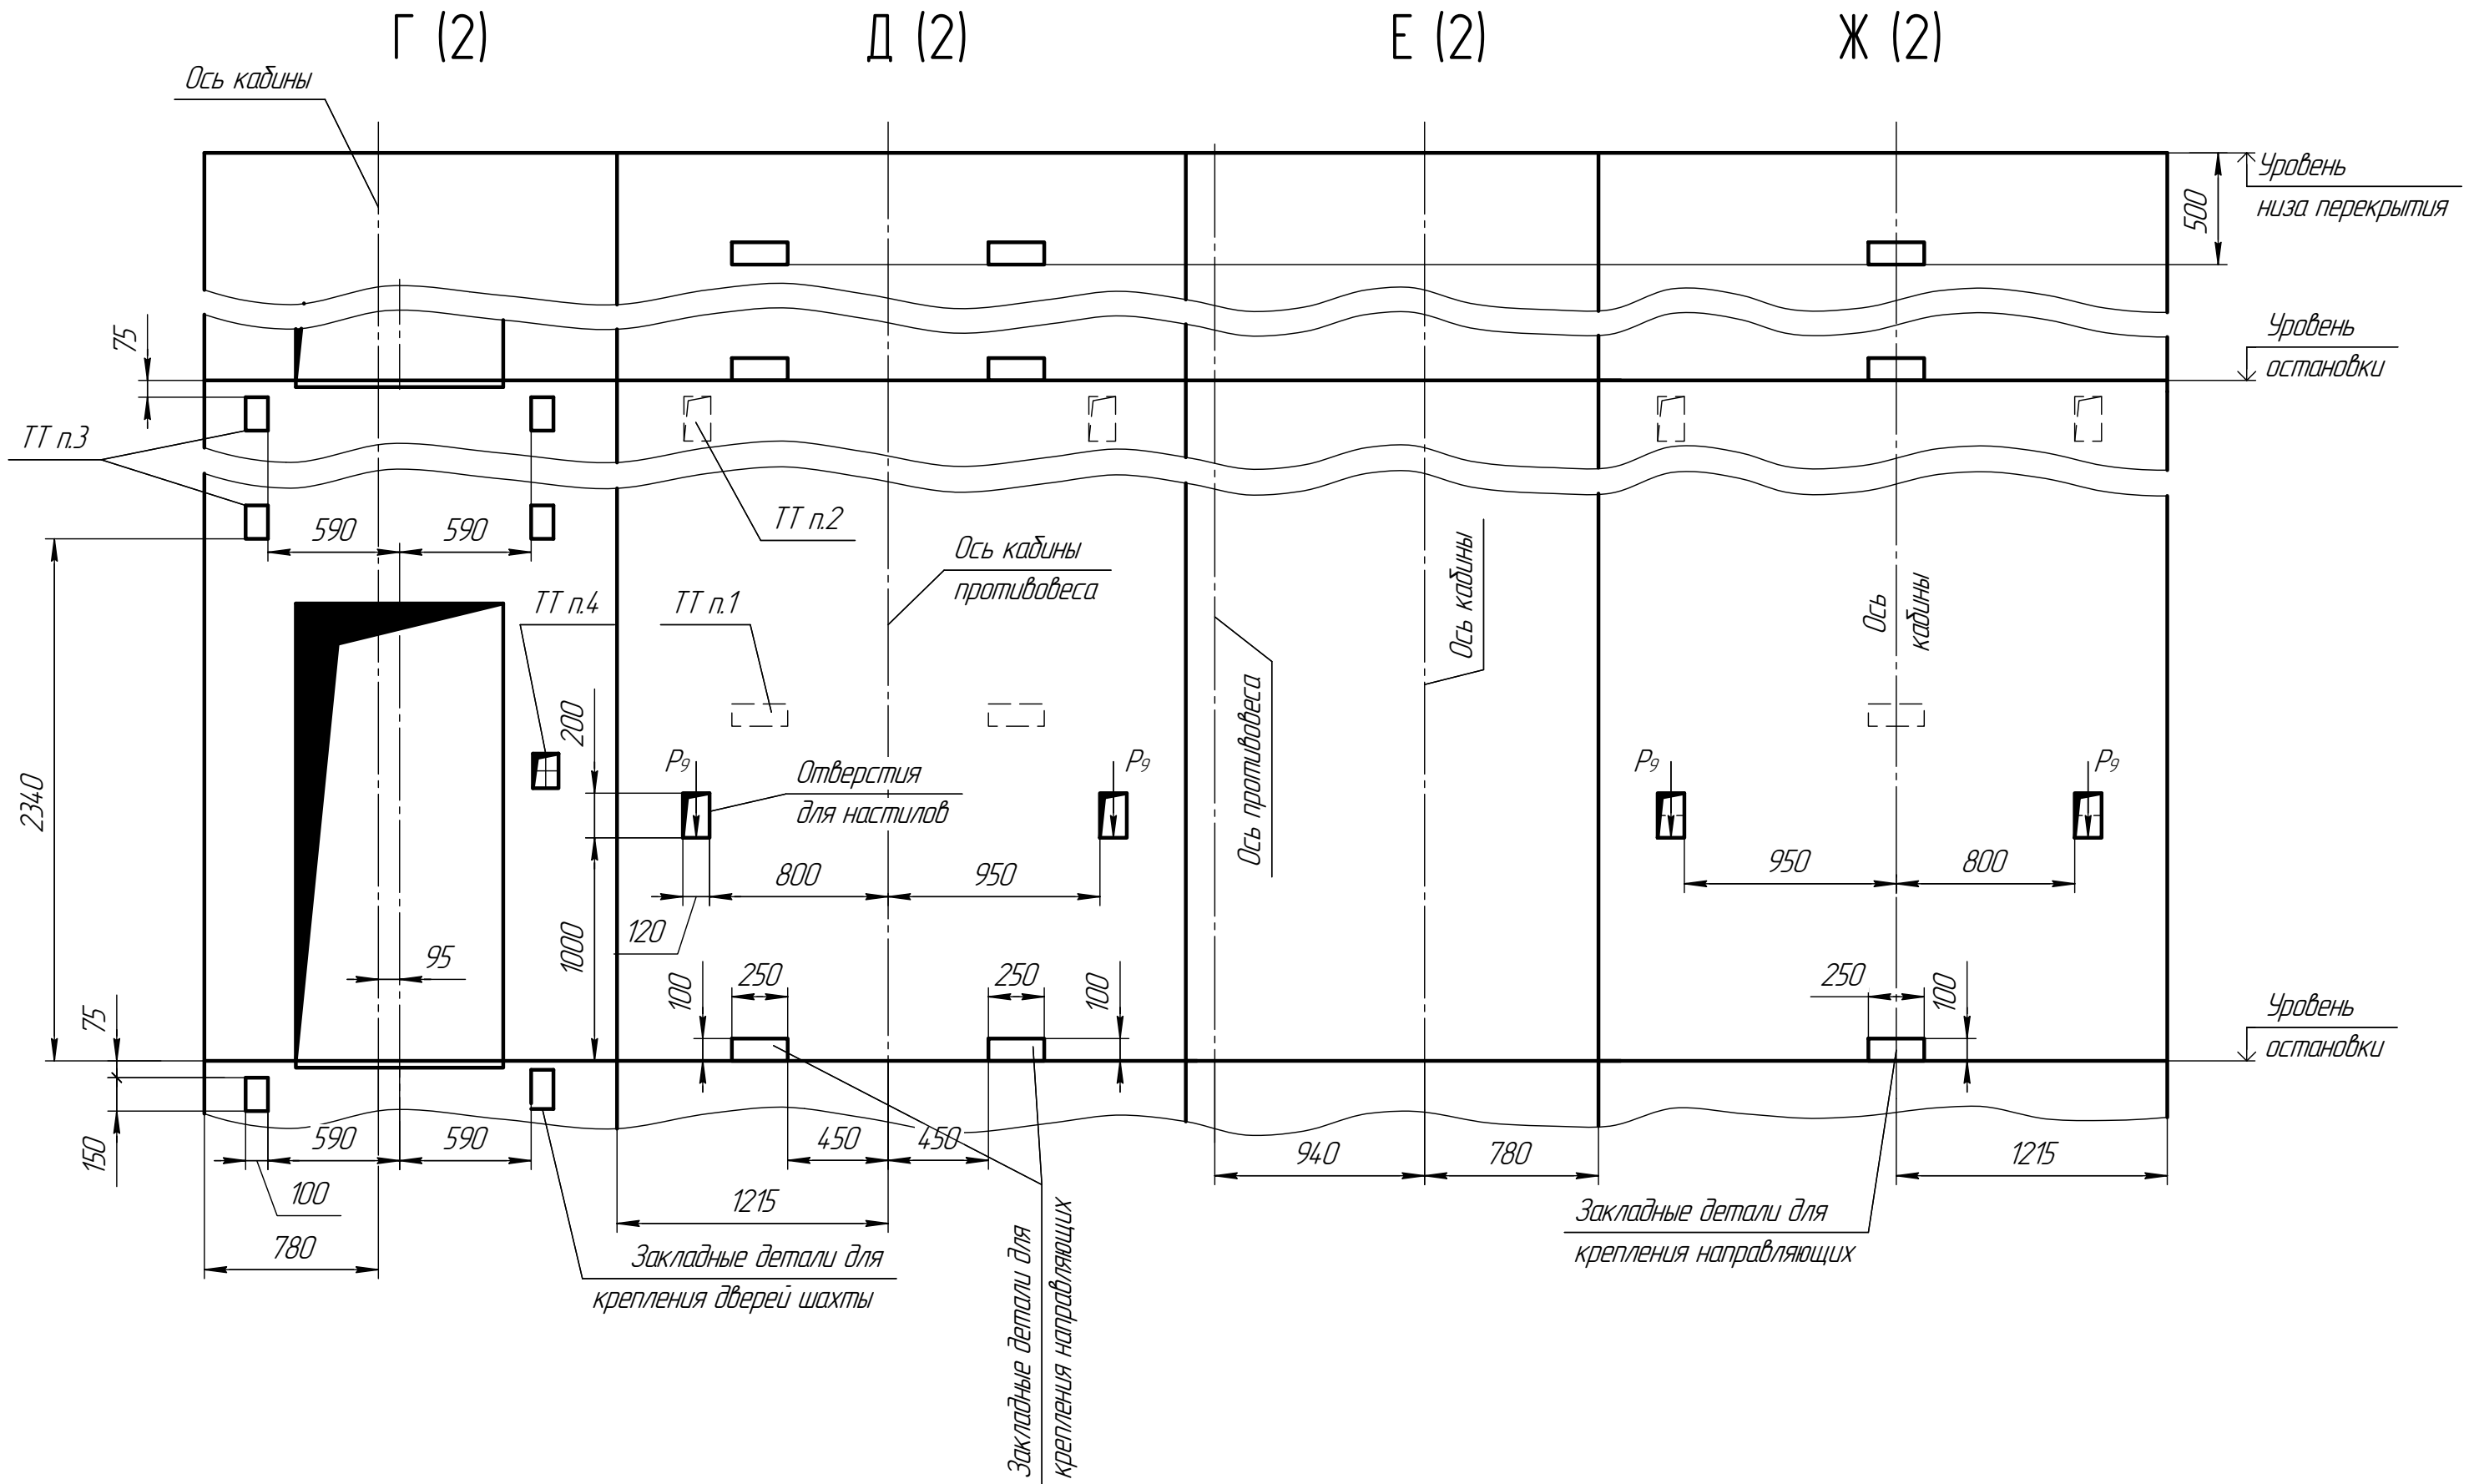 Г (2)
Д (2)
Е (2)
Ж (2)
Ось кабины
Уровень
низа перекрытия
500
Уровень
остановки
75
ТТ п.3
590
590
ТТ п.2
Ось кабины
противовеса
ТТ п.4
ТТ п.1
Ось кабины
Ось
кабины
Ось противовеса
2340
200
P9
Отверстия
для настилов
P9
P9
P9
800
950
950
800
120
1000
95
100
250
250
100
250
100
75
Уровень
остановки
150
590
590
450
450
940
780
1215
100
1215
780
Закладные детали для
крепления дверей шахты
Закладные детали для
крепления направляющих
Закладные детали для
крепления направляющих